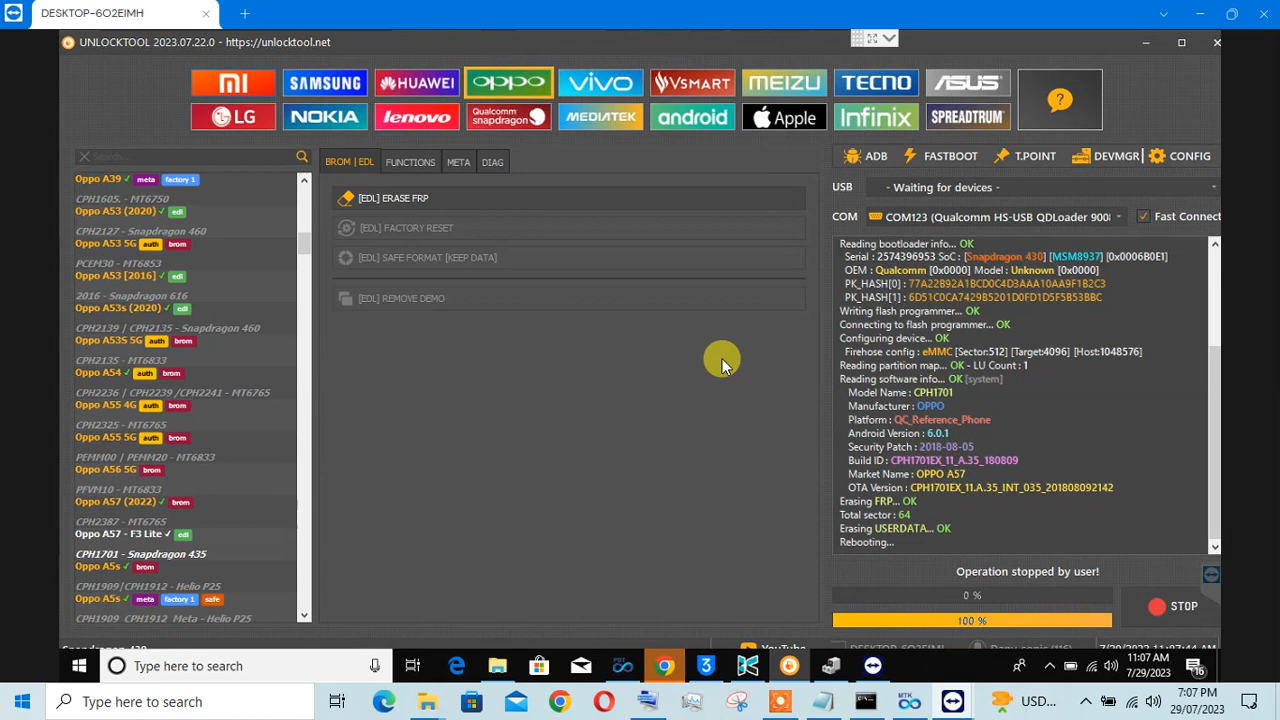 DESKTOP-6O2EIMH
UNLOCKTOOL 2023.07.22.0 - https://unlocktool.net
MI SAMSUNG HUAWEI OPPO VIVO VSMART MEIZU TECNO ASUS
LG NOKIA lenovo Qualcomm snapdragon MEDIATEK android Apple Infinix SPREADTRUM ?
Search...
BROM | EDL FUNCTIONS META DIAG
ADB FASTBOOT T.POINT DEVMGR CONFIG
Oppo A39 meta factory 1
CPH1605. - MT6750
Oppo A53 (2020) edl
CPH2127 - Snapdragon 460
Oppo A53 5G auth brom
PCEM30 - MT6853
Oppo A53 [2016] edl
2016 - Snapdragon 616
Oppo A53s (2020) edl
CPH2139 | CPH2135 - Snapdragon 460
Oppo A53S 5G auth brom
CPH2135 - MT6833
Oppo A54 auth brom
CPH2236 | CPH2239 /CPH2241 - MT6765
Oppo A55 4G auth brom
CPH2325 - MT6765
Oppo A55 5G auth brom
PEMM00 | PEMM20 - MT6833
Oppo A56 5G brom
PFVM10 - MT6833
Oppo A57 (2022) brom
CPH2387 - MT6765
Oppo A57 - F3 Lite edl
CPH1701 - Snapdragon 435
Oppo A5s brom
CPH1909|CPH1912 - Helio P25
Oppo A5s meta factory 1 safe
CPH1909 CPH1912 Meta - Helio P25
[EDL] ERASE FRP
[EDL] FACTORY RESET
[EDL] SAFE FORMAT [KEEP DATA]
[EDL] REMOVE DEMO
USB - Waiting for devices -
COM COM123 (Qualcomm HS-USB QDLoader 900 Fast Connect
Reading bootloader info... OK
Serial : 2574396953 SoC : [Snapdragon 430] [MSM8937] [0x0006B0E1]
OEM : Qualcomm [0x0000] Model : Unknown [0x0000]
PK_HASH[0] : 77A22B92A1BCD0C4D3AAA10AA9F1B2C3
PK_HASH[1] : 6D51C0CA7429B5201D0FD1D5F5B53BBC
Writing flash programmer... OK
Connecting to flash programmer... OK
Configuring device... OK
Firehose config : eMMC [Sector:512] [Target:4096] [Host:1048576]
Reading partition map... OK - LU Count : 1
Reading software info... OK [system]
Model Name : CPH1701
Manufacturer : OPPO
Platform : QC_Reference_Phone
Android Version : 6.0.1
Security Patch : 2018-08-05
Build ID : CPH1701EX_11_A.35_180809
Market Name : OPPO A57
OTA Version : CPH1701EX_11.A.35_INT_035_201808092142
Erasing FRP... OK
Total sector : 64
Erasing USERDATA... OK
Rebooting...
Operation stopped by user!
0 %
100 %
STOP
Type here to search
11:07 AM
7/29/2023
16
Type here to search
USD...
7:07 PM
29/07/2023